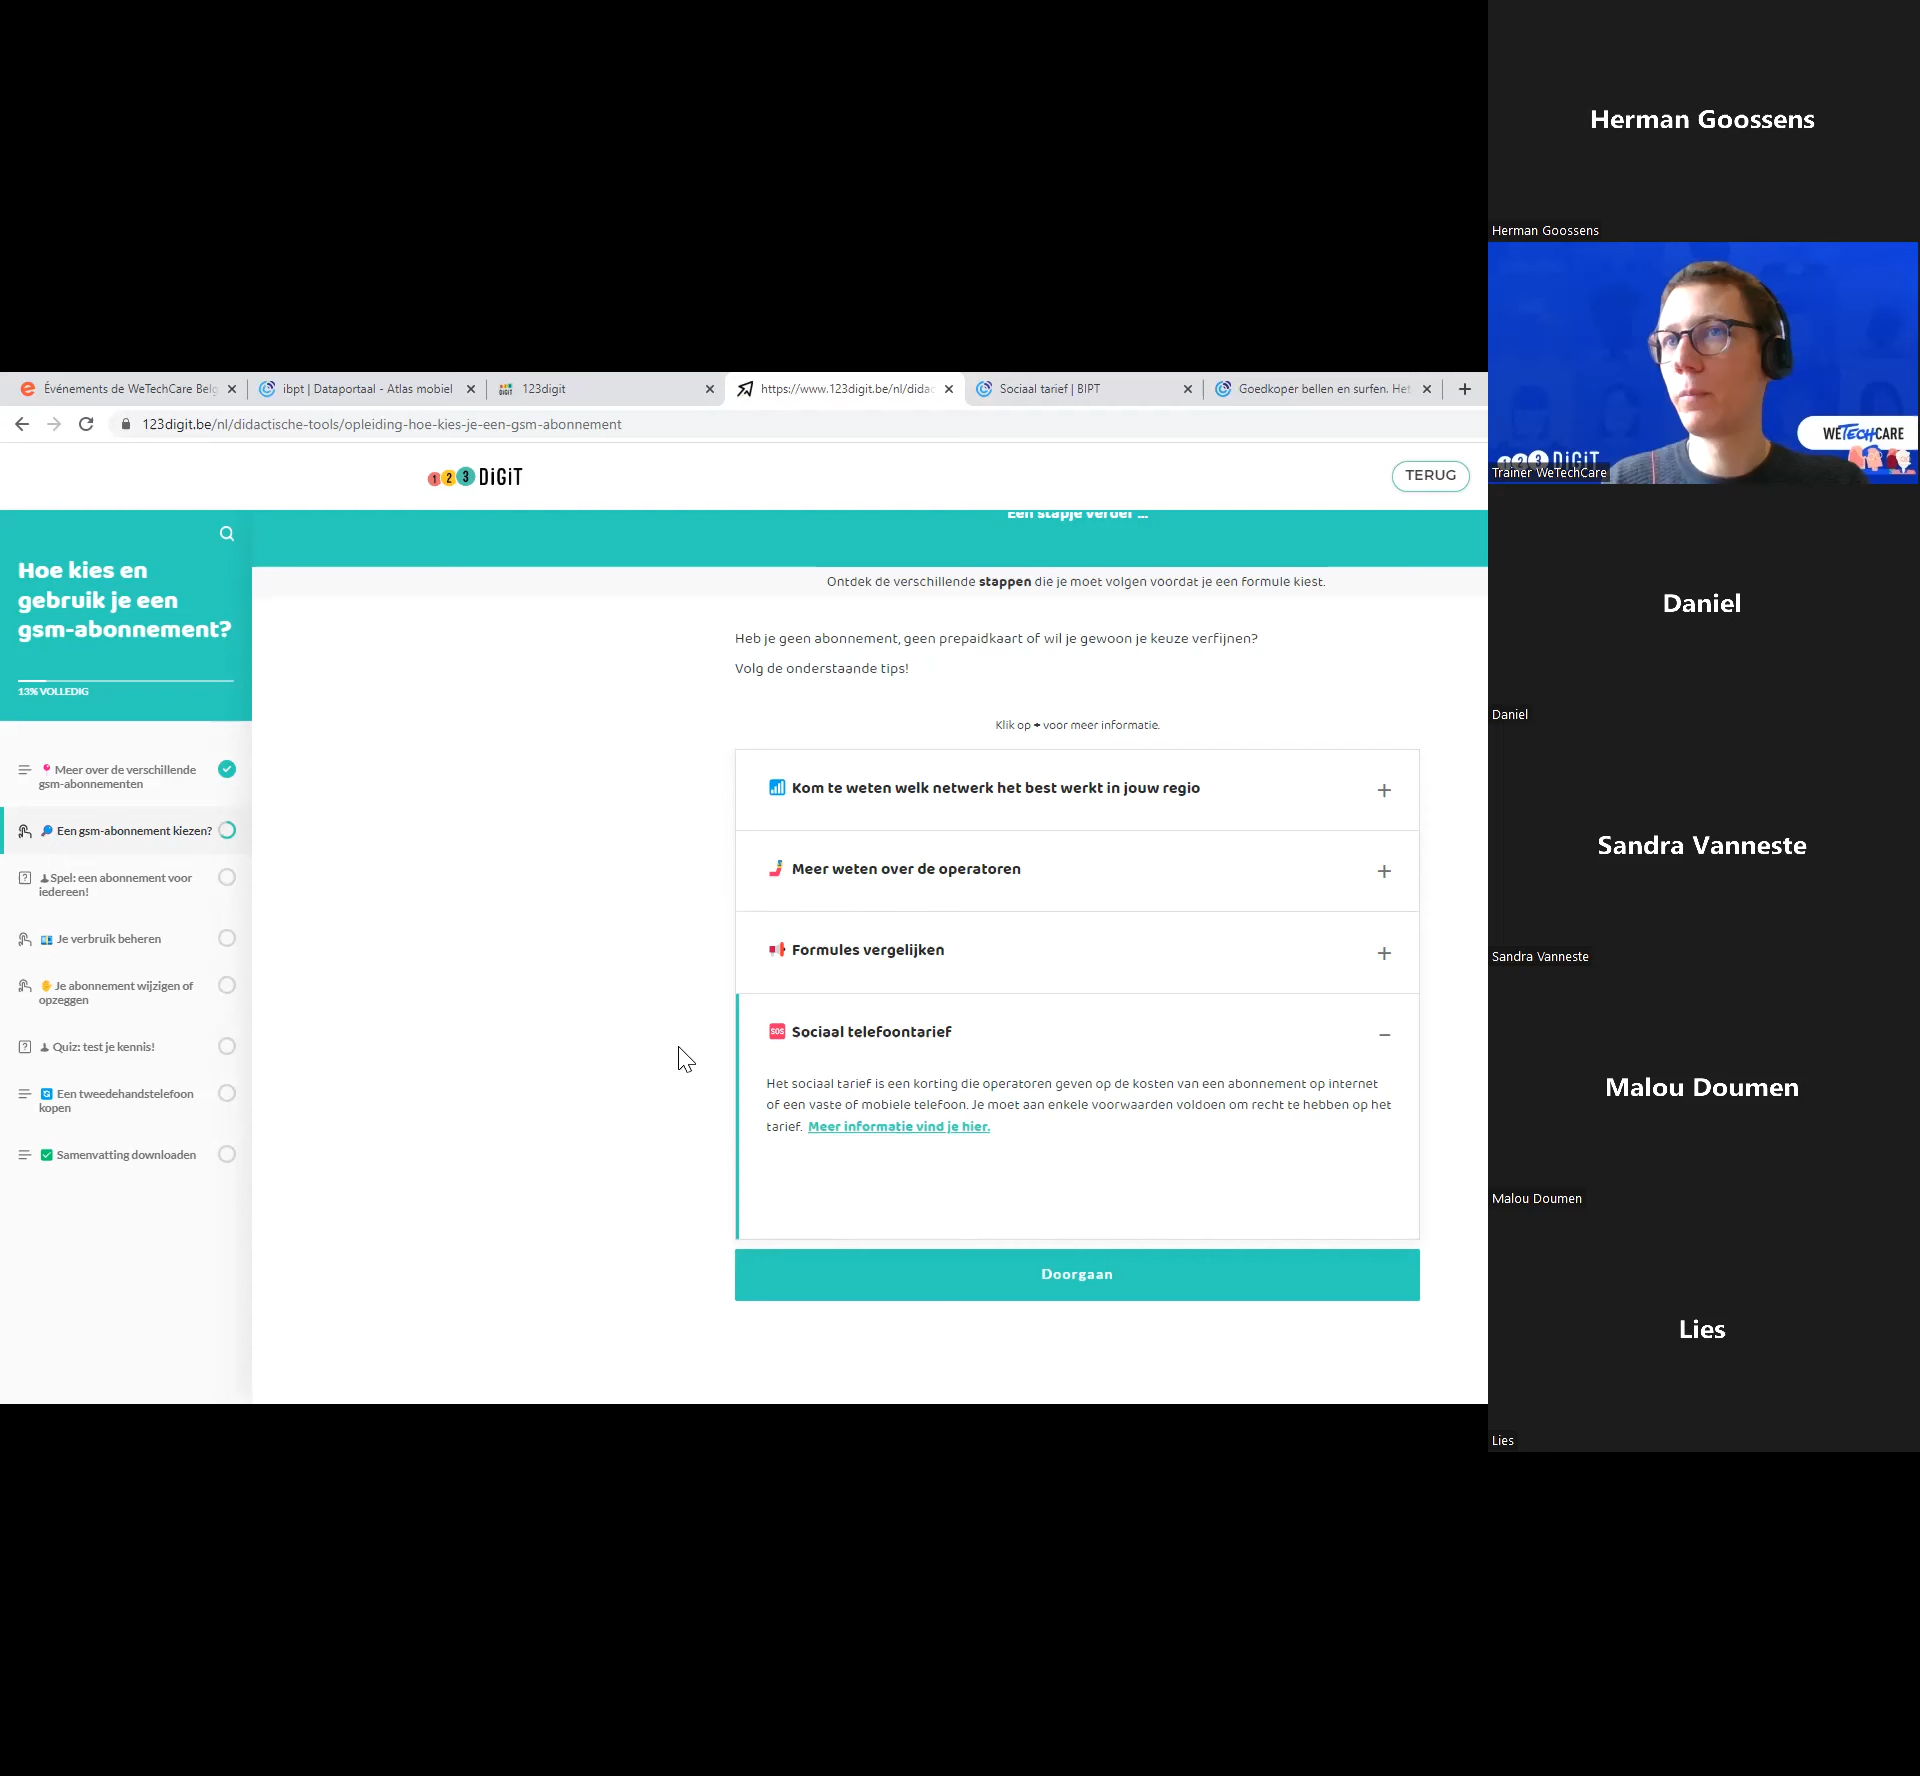 Événements de WeTechCare Belg
ibpt | Dataportaal - Atlas mobiel
123digit
https://www.123digit.be/nl/didac
Sociaal tarief | BIPT
Goedkoper bellen en surfen. Het
123digit.be/nl/didactische-tools/opleiding-hoe-kies-je-een-gsm-abonnement
123 DiGiT
TERUG
Hoe kies en
gebruik je een
gsm-abonnement?
13% VOLLEDIG
Meer over de verschillende
gsm-abonnementen
Een gsm-abonnement kiezen?
Spel: een abonnement voor
iedereen!
Je verbruik beheren
Je abonnement wijzigen of
opzeggen
Quiz: test je kennis!
Een tweedehandstelefoon
kopen
Samenvatting downloaden
Een stapje verder ...
Ontdek de verschillende stappen die je moet volgen voordat je een formule kiest.
Heb je geen abonnement, geen prepaidkaart of wil je gewoon je keuze verfijnen?
Volg de onderstaande tips!
Klik op + voor meer informatie.
Kom te weten welk netwerk het best werkt in jouw regio
Meer weten over de operatoren
Formules vergelijken
SOS Sociaal telefoontarief
Het sociaal tarief is een korting die operatoren geven op de kosten van een abonnement op internet
of een vaste of mobiele telefoon. Je moet aan enkele voorwaarden voldoen om recht te hebben op het
tarief. Meer informatie vind je hier.
Doorgaan
Herman Goossens
Herman Goossens
WETECHCARE
123 DiGiT
Trainer WeTechCare
Daniel
Daniel
Sandra Vanneste
Sandra Vanneste
Malou Doumen
Malou Doumen
Lies
Lies